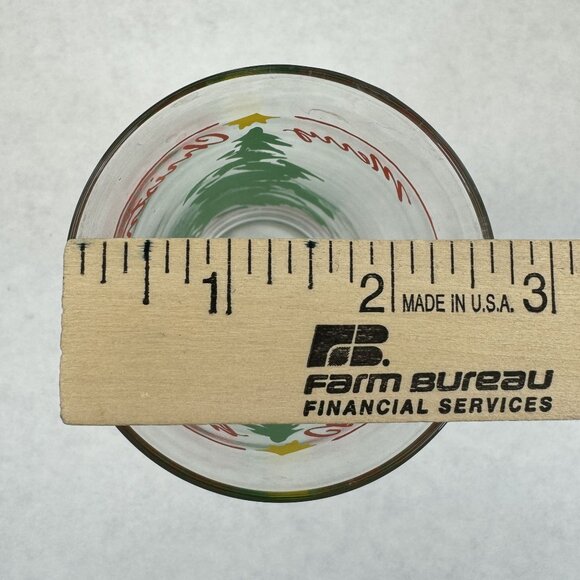 Merry
1 2 MADE IN U.S.A. 3
FB.
Farm Bureau
FINANCIAL SERVICES